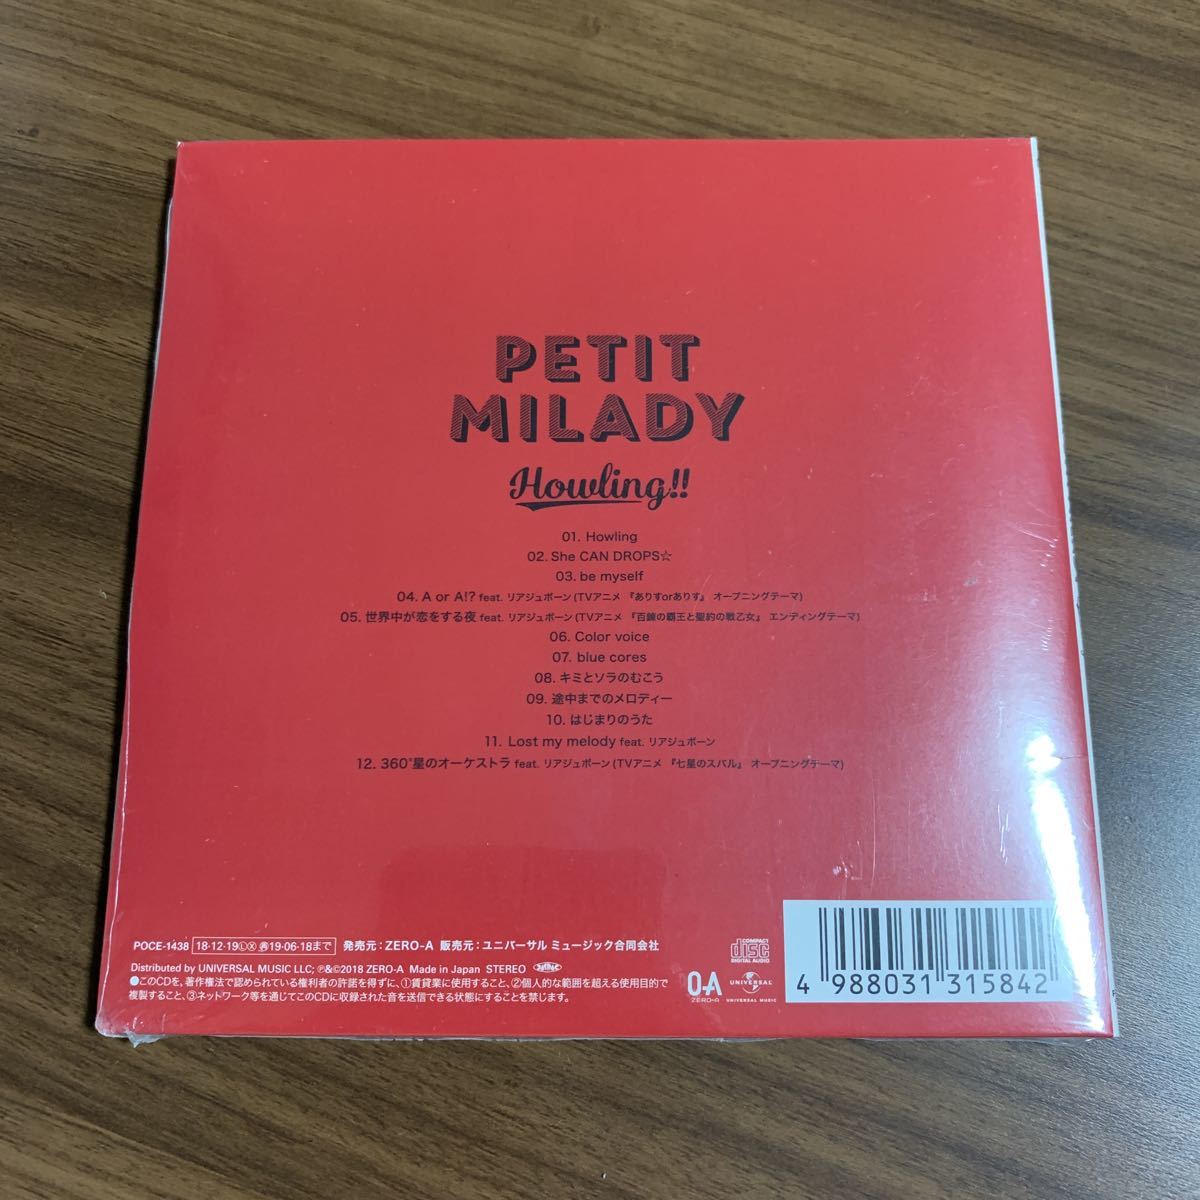 PETIT
MILADY
Howling!!
01. Howling
02. She CAN DROPS☆
03. be myself
04. A or A!? feat. リアジュボーン (TVアニメ 『ありすorありす』 オープニングテーマ)
05. 世界中が恋をする夜 feat. リアジュボーン (TVアニメ 『百錬の覇王と聖約の戦乙女』 エンディングテーマ)
06. Color voice
07. blue cores
08. キミとソラのむこう
09. 途中までのメロディー
10. はじまりのうた
11. Lost my melody feat. リアジュボーン
12. 360°星のオーケストラ feat. リアジュボーン (TVアニメ 『七星のスバル』 オープニングテーマ)
POCE-1438 18・12・19Ⓛⓧ㊙19・06・18まで 発売元：ZERO-A 販売元：ユニバーサル ミュージック合同会社
Distributed by UNIVERSAL MUSIC LLC; ℗&©2018 ZERO-A Made in Japan STEREO
●このCDを、著作権法で認められている権利者の許諾を得ずに、①賃貸業に使用すること、②個人的な範囲を超える使用目的で
複製すること、③ネットワーク等を通じてこのCDに収録された音を送信できる状態にすることを禁じます。
COMPACT
disc
DIGITAL AUDIO
O-A
ZERO-A
UNIVERSAL
UNIVERSAL MUSIC
4 988031 315842